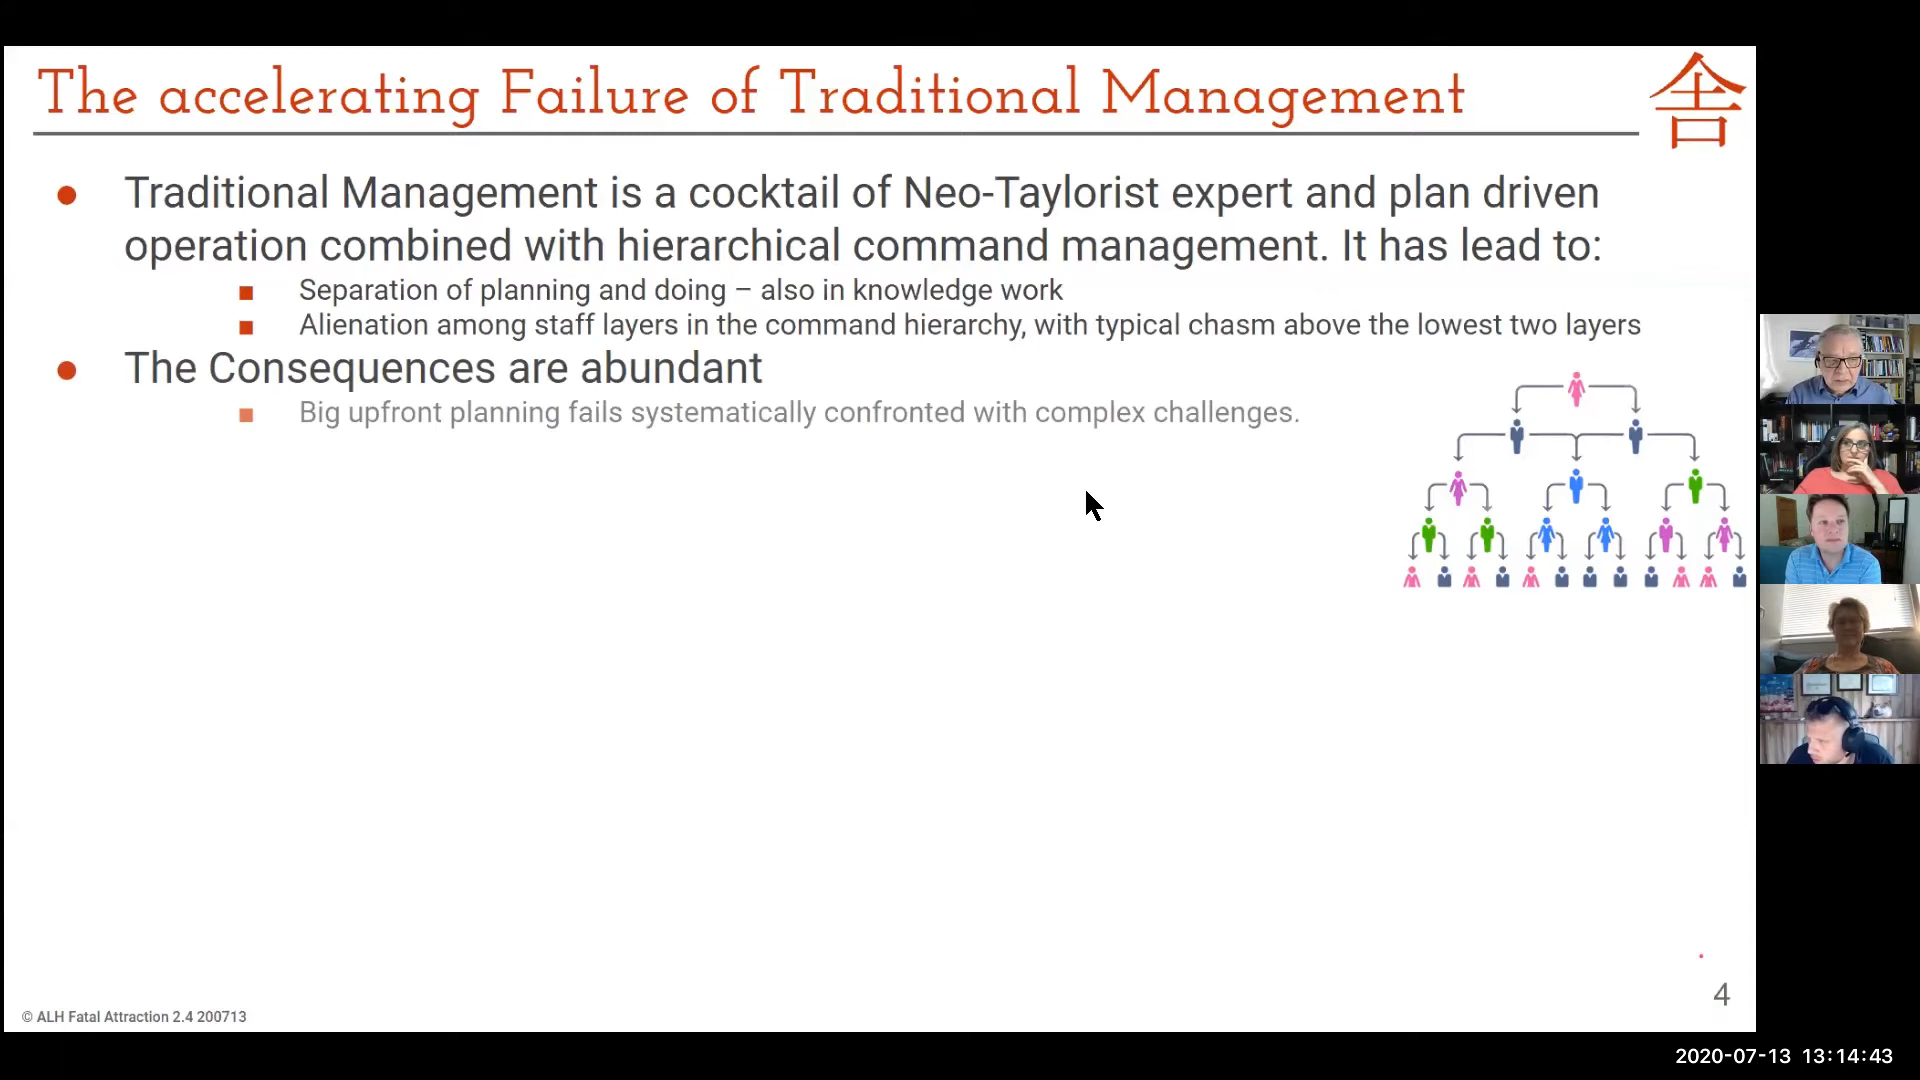 The accelerating Failure of Traditional Management
舎
● Traditional Management is a cocktail of Neo-Taylorist expert and plan driven
operation combined with hierarchical command management. It has lead to:
■ Separation of planning and doing – also in knowledge work
■ Alienation among staff layers in the command hierarchy, with typical chasm above the lowest two layers
● The Consequences are abundant
■ Big upfront planning fails systematically confronted with complex challenges.
4
© ALH Fatal Attraction 2.4 200713
2020-07-13 13:14:43